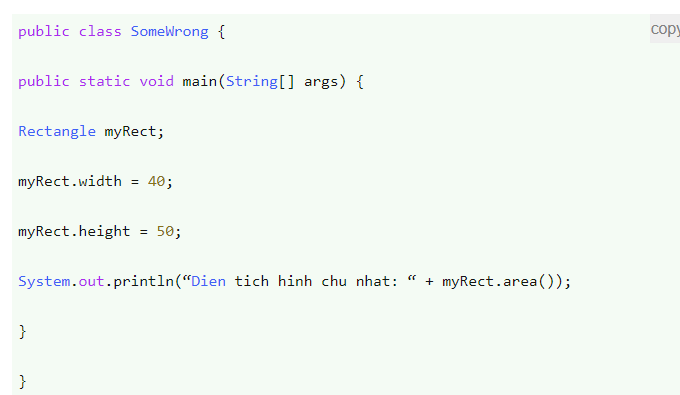 public class SomeWrong {
copy
public static void main(String[] args) {
Rectangle myRect;
myRect.width = 40;
myRect.height = 50;
System.out.println(“Dien tich hinh chu nhat: “ + myRect.area());
}
}